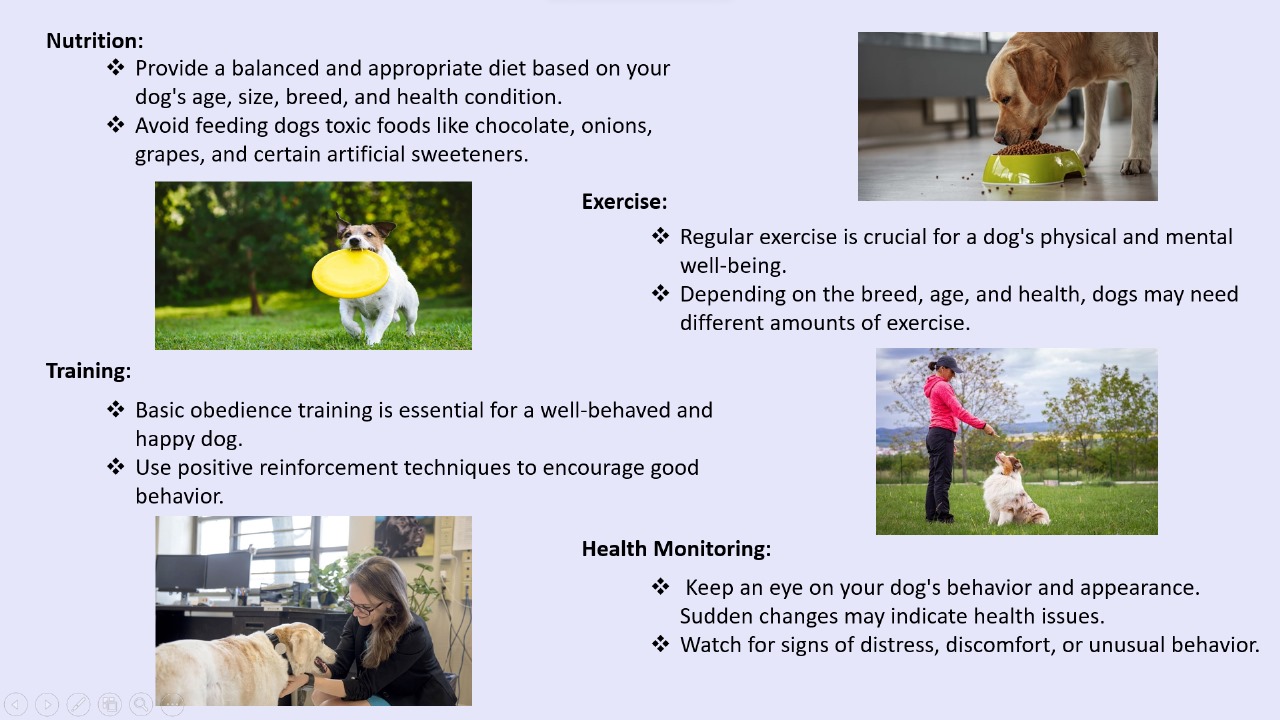 Nutrition:
❖ Provide a balanced and appropriate diet based on your
dog's age, size, breed, and health condition.
❖ Avoid feeding dogs toxic foods like chocolate, onions,
grapes, and certain artificial sweeteners.
Exercise:
❖ Regular exercise is crucial for a dog's physical and mental
well-being.
❖ Depending on the breed, age, and health, dogs may need
different amounts of exercise.
Training:
❖ Basic obedience training is essential for a well-behaved and
happy dog.
❖ Use positive reinforcement techniques to encourage good
behavior.
Health Monitoring:
❖ Keep an eye on your dog's behavior and appearance.
Sudden changes may indicate health issues.
❖ Watch for signs of distress, discomfort, or unusual behavior.